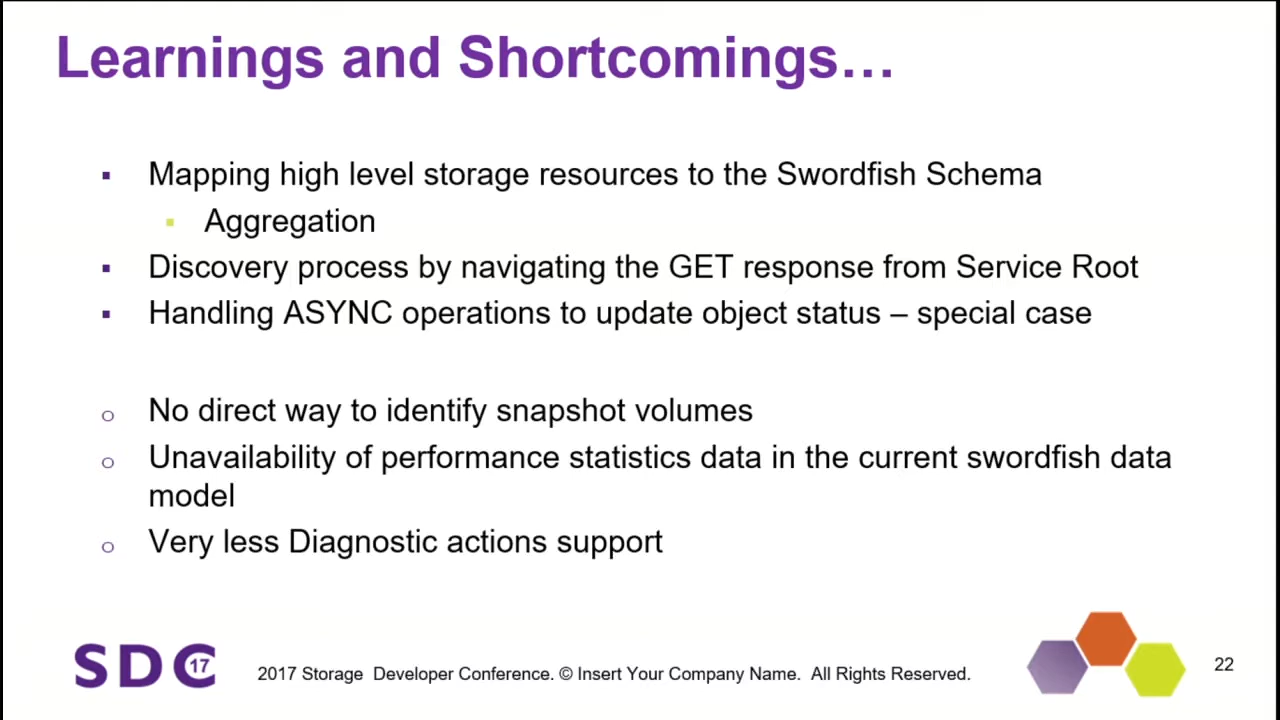 Learnings and Shortcomings…
▪ Mapping high level storage resources to the Swordfish Schema
▪ Aggregation
▪ Discovery process by navigating the GET response from Service Root
▪ Handling ASYNC operations to update object status – special case
o No direct way to identify snapshot volumes
o Unavailability of performance statistics data in the current swordfish data
model
o Very less Diagnostic actions support
SDC 17
2017 Storage Developer Conference. © Insert Your Company Name. All Rights Reserved.
22